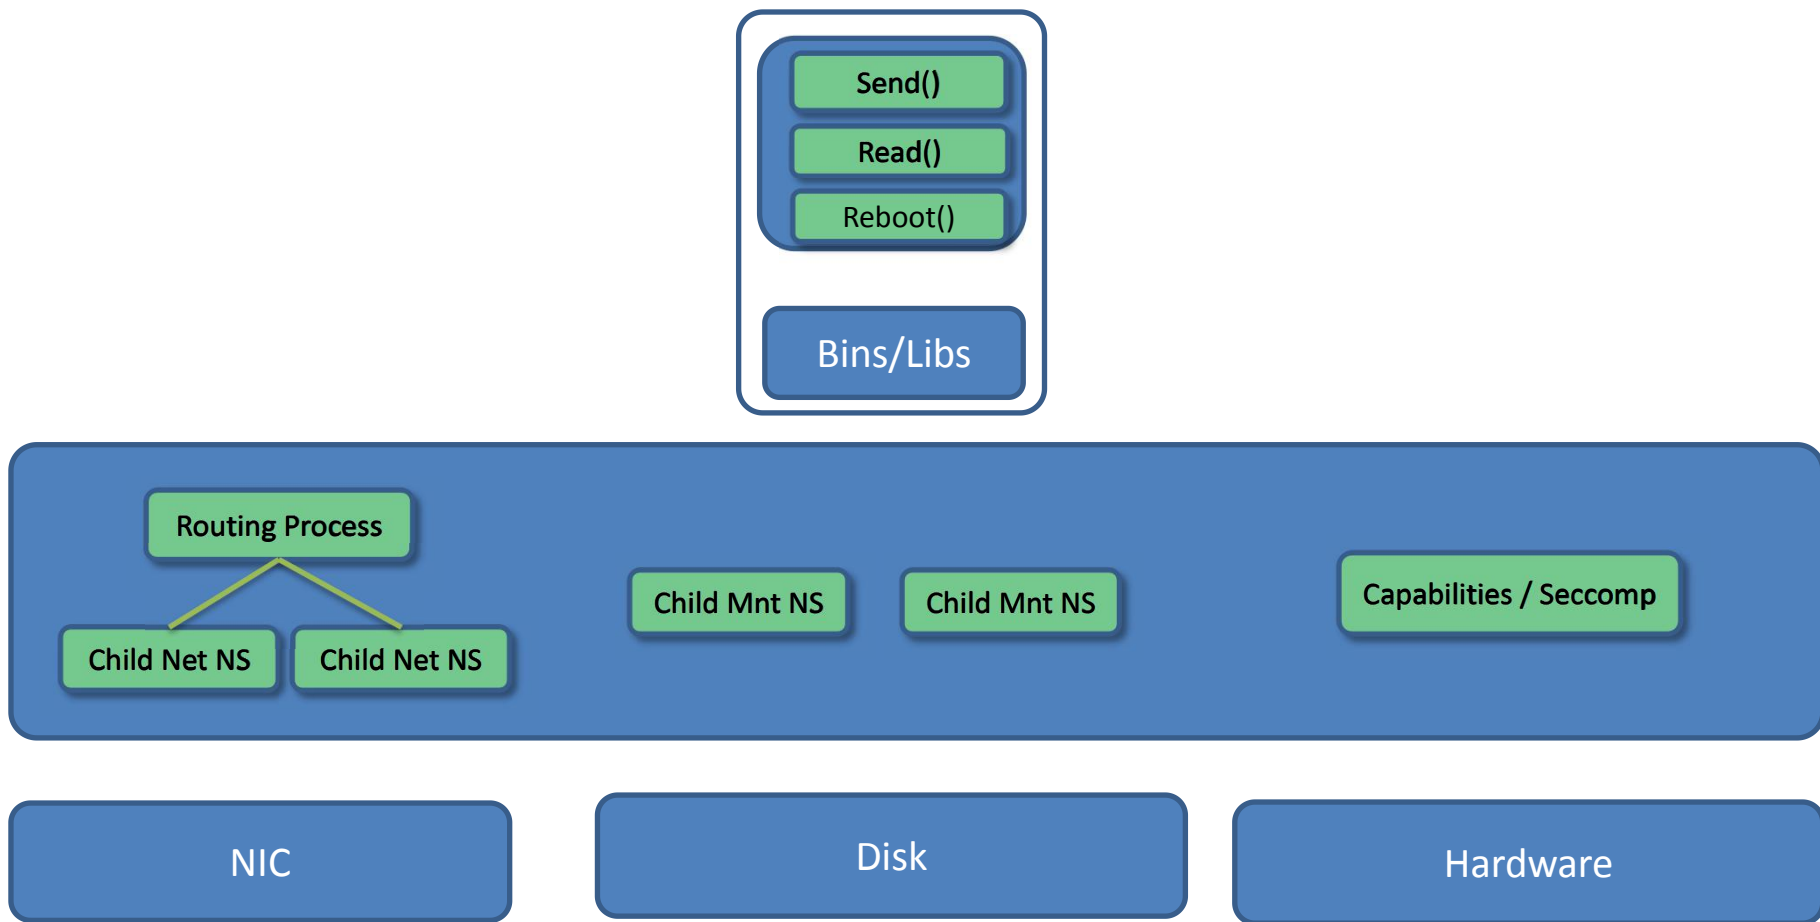 Send()
Read()
Reboot()
Bins/Libs
Routing Process
Child Net NS
Child Net NS
Child Mnt NS
Child Mnt NS
Capabilities / Seccomp
NIC
Disk
Hardware